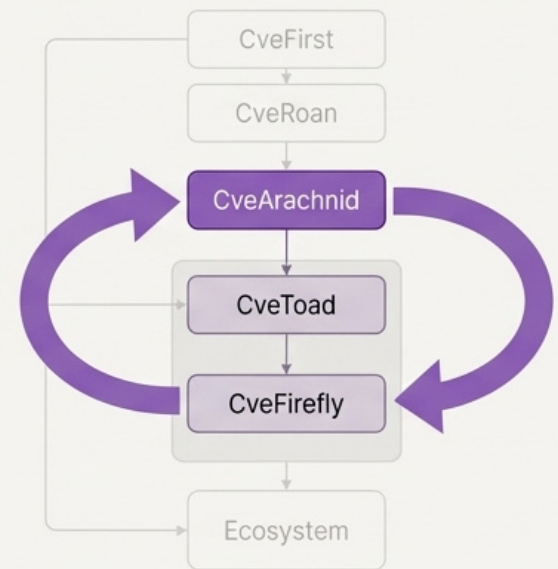 CveFirst
CveRoan
CveArachnid
CveToad
CveFirefly
Ecosystem